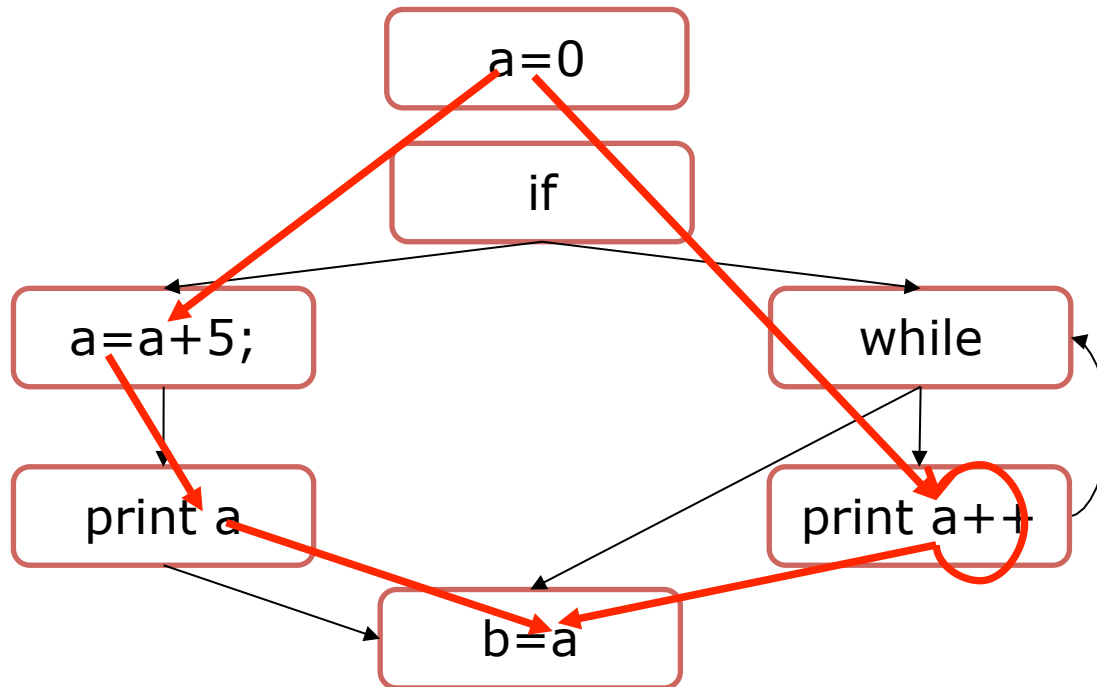 a=0
if
a=a+5;
while
print a
print a++
b=a